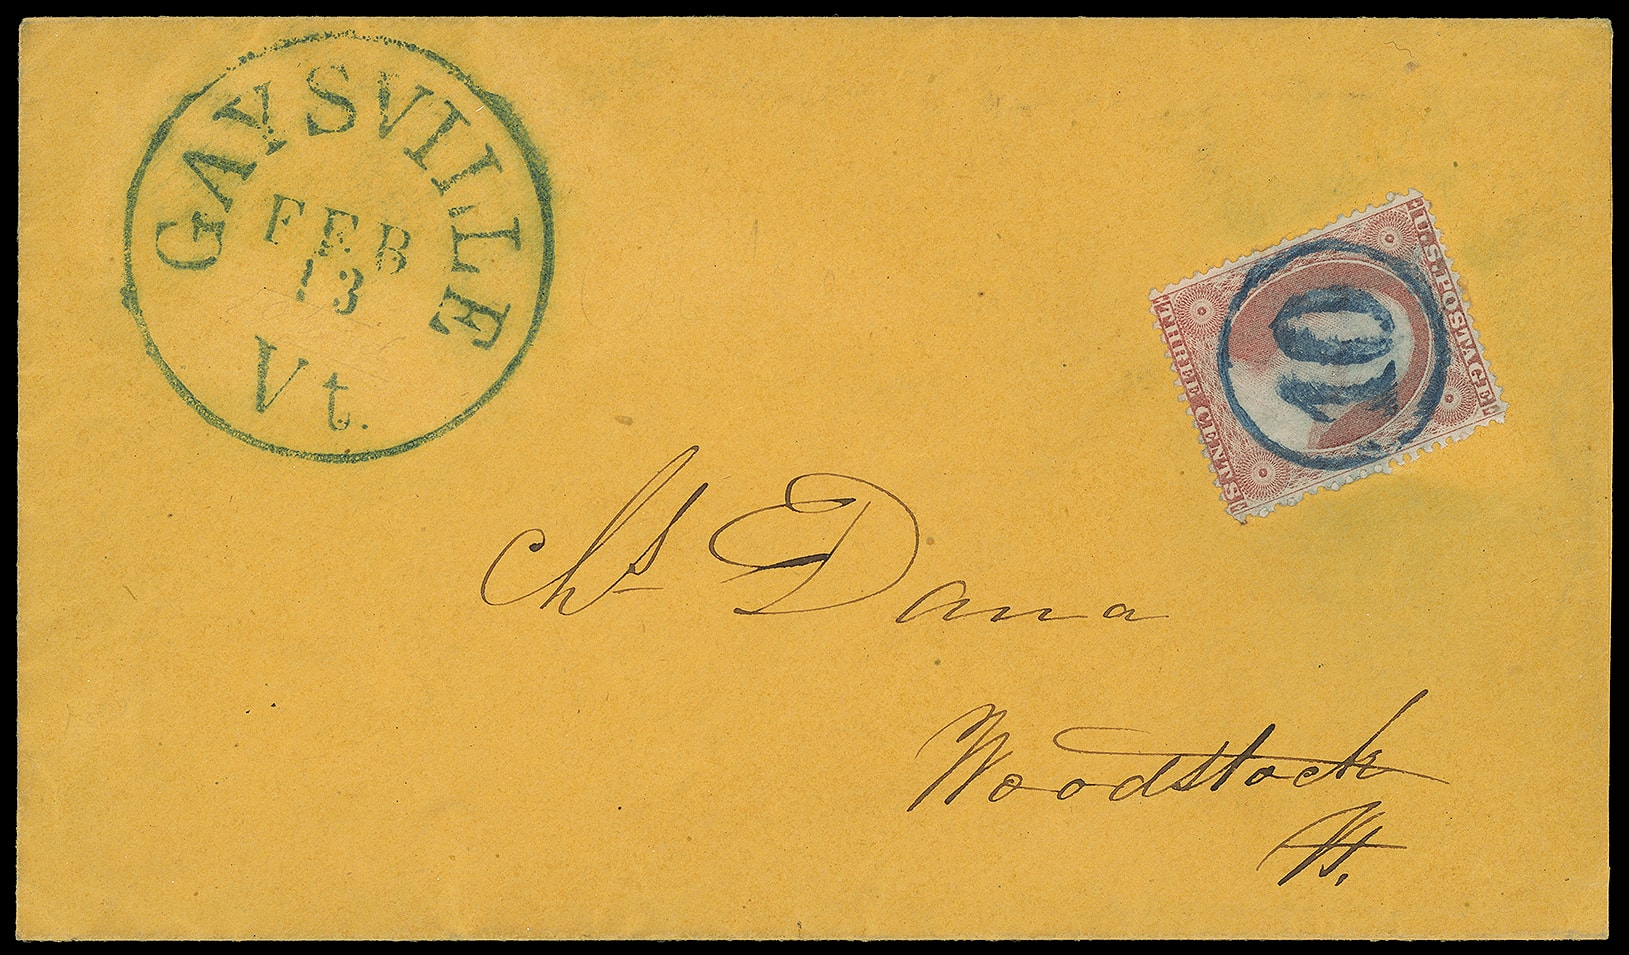 GAYSVILLE
FEB
13
Vt.
U.S. POSTAGE
10
THREE CENTS
Chs Dana
Woodstock
Vt.